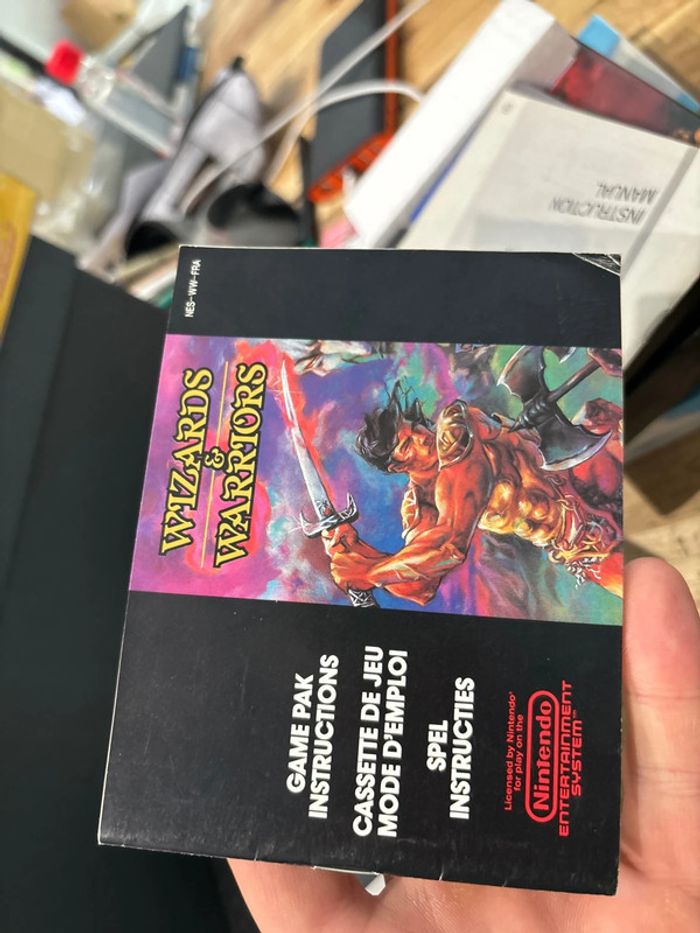 NES-WW-FRA
WIZARDS
&
WARRIORS
GAME PAK
INSTRUCTIONS
CASSETTE DE JEU
MODE D'EMPLOI
SPEL
INSTRUCTIES
Licensed by Nintendo®
for play on the
Nintendo®
ENTERTAINMENT
SYSTEM™
INSTRUCTION
MANUAL